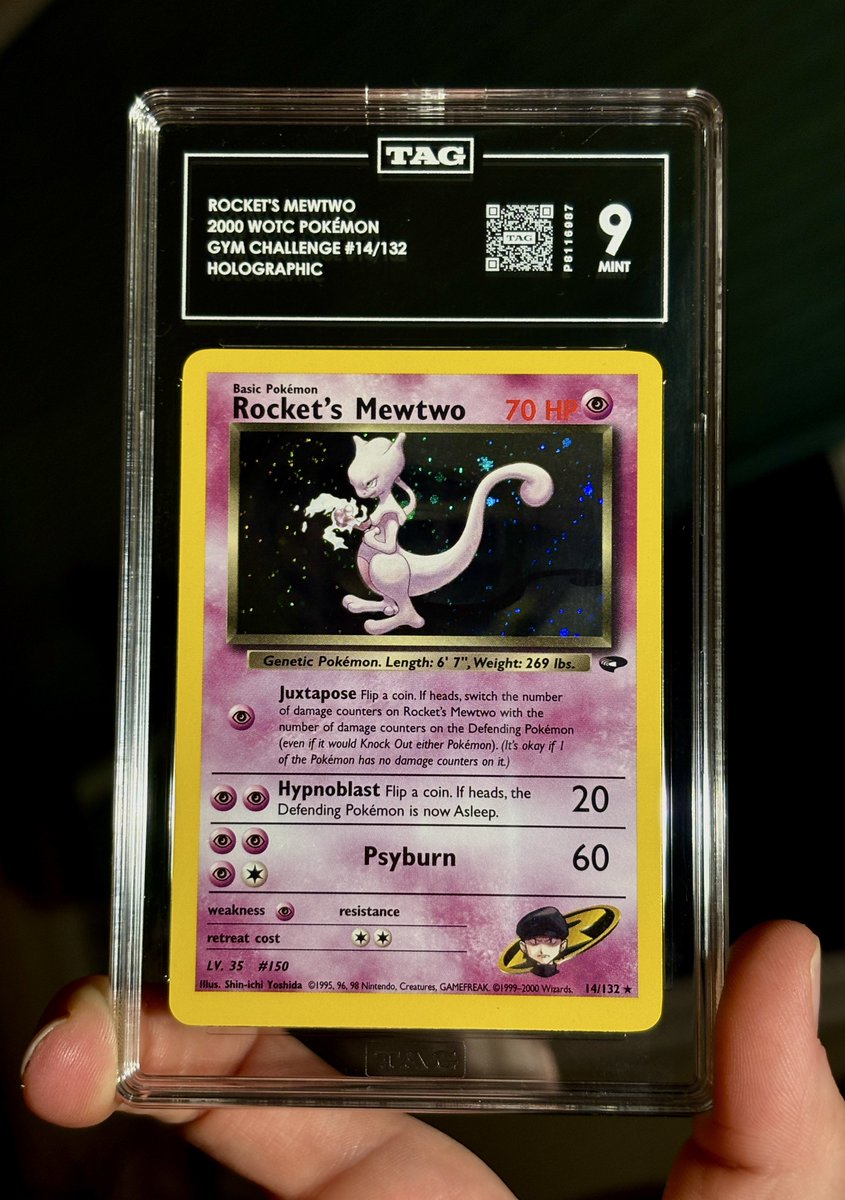 TAG
ROCKET'S MEWTWO
2000 WOTC POKÉMON
GYM CHALLENGE #14/132
HOLOGRAPHIC
TAG
P8116987
9
MINT
Basic Pokémon
Rocket's Mewtwo 70 HP
Genetic Pokémon. Length: 6' 7", Weight: 269 lbs.
Juxtapose Flip a coin. If heads, switch the number
of damage counters on Rocket's Mewtwo with the
number of damage counters on the Defending Pokémon
(even if it would Knock Out either Pokémon). (It's okay if 1
of the Pokémon has no damage counters on it.)
Hypnoblast Flip a coin. If heads, the
Defending Pokémon is now Asleep.
20
Psyburn 60
weakness resistance
retreat cost
LV. 35 #150
Illus. Shin-ichi Yoshida ©1995, 96, 98 Nintendo, Creatures, GAMEFREAK. ©1999-2000 Wizards. 14/132 ★
TAG